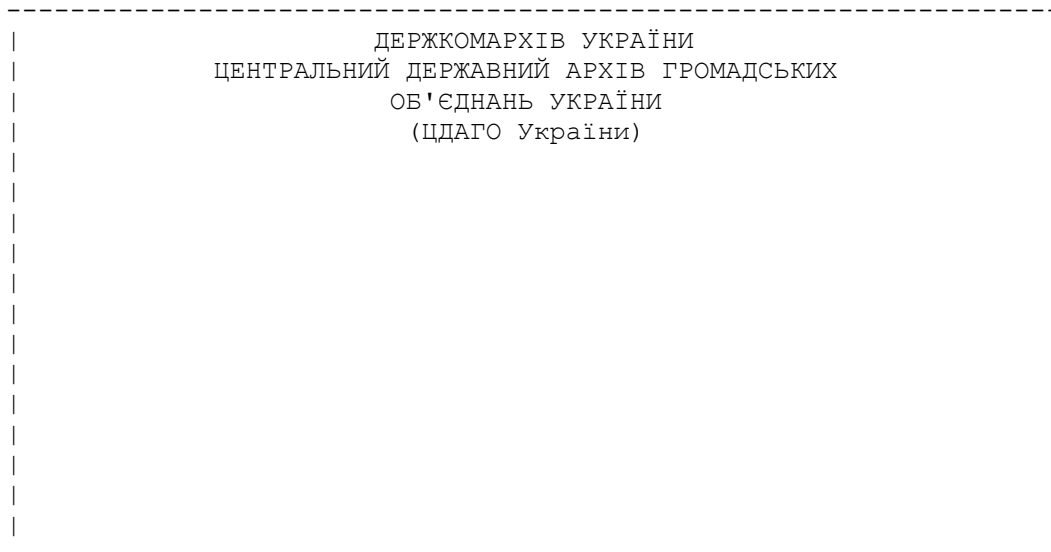 ДЕРЖКОМАРХІВ УКРАЇНИ
ЦЕНТРАЛЬНИЙ ДЕРЖАВНИЙ АРХІВ ГРОМАДСЬКИХ
ОБ'ЄДНАНЬ УКРАЇНИ
(ЦДАГО України)